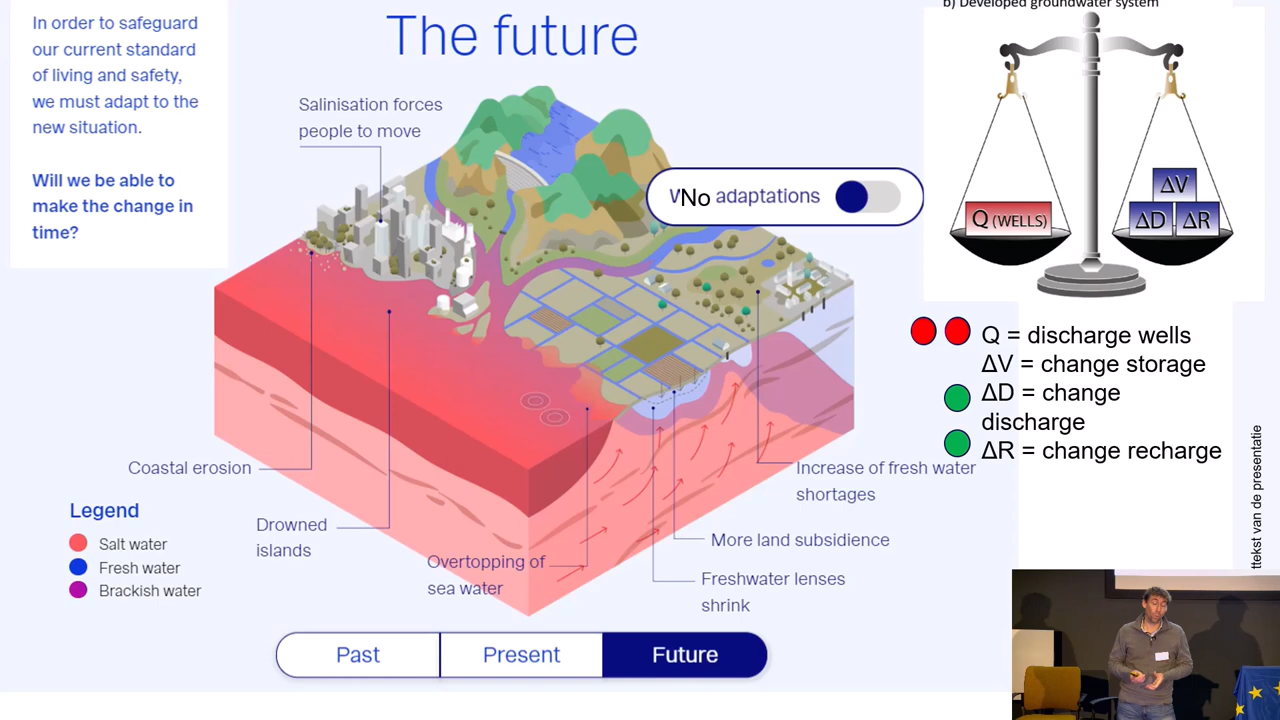 In order to safeguard
our current standard
of living and safety,
we must adapt to the
new situation.
Will we be able to
make the change in
time?
The future
Salinisation forces
people to move
No adaptations
Coastal erosion
Drowned
islands
Overtopping of
sea water
Increase of fresh water
shortages
More land subsidience
Freshwater lenses
shrink
Legend
Salt water
Fresh water
Brackish water
Past
Present
Future
b) Developed groundwater system
Q (WELLS)
ΔV
ΔD ΔR
Q = discharge wells
ΔV = change storage
ΔD = change
discharge
ΔR = change recharge
ttekst van de presentatie